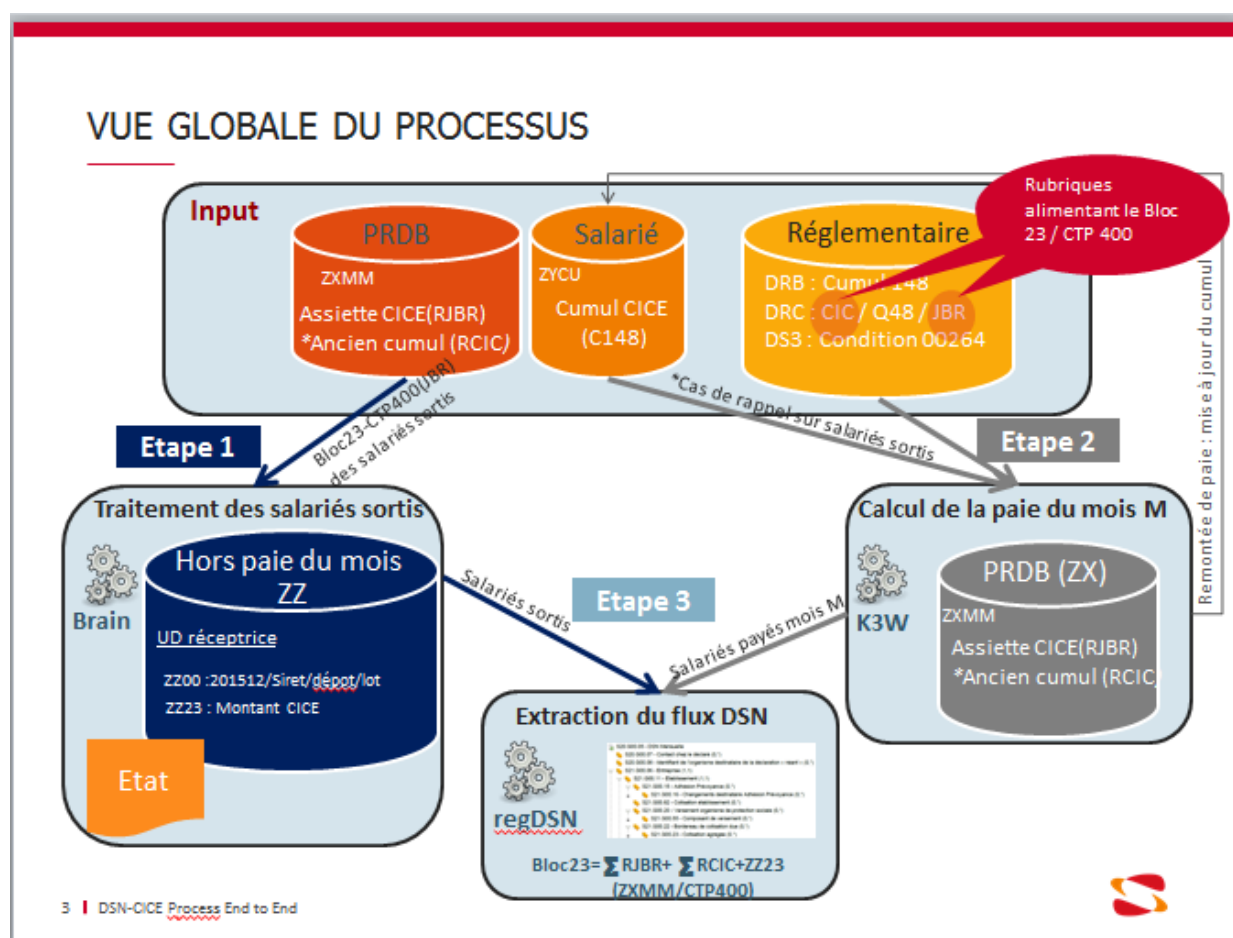 VUE GLOBALE DU PROCESSUS
Input
PRDB
ZXMM
Assiette CICE(RJBR)
*Ancien cumul (RCIC)
Salarié
ZYCU
Cumul CICE
(C148)
Réglementaire
DRB : Cumul 148
DRC : CIC / Q48 / JBR
DS3 : Condition 00264
Rubriques
alimentant le Bloc
23 / CTP 400
Remontée de paie : mise à jour du cumul
Bloc23-CTP400(JBR)
des salariés sortis
*Cas de rappel sur salariés sortis
Etape 1
Etape 2
Traitement des salariés sortis
Brain
Hors paie du mois
ZZ
UD réceptrice
ZZ00 :201512/Siret/dépot/lot
ZZ23 : Montant CICE
Etat
Salariés sortis
Etape 3
Salariés payés mois M
Calcul de la paie du mois M
K3W
PRDB (ZX)
ZXMM
Assiette CICE(RJBR)
*Ancien cumul (RCIC)
Extraction du flux DSN
regDSN
Bloc23=∑RJBR+ ∑RCIC+ZZ23
(ZXMM/CTP400)
3 DSN-CICE Process End to End